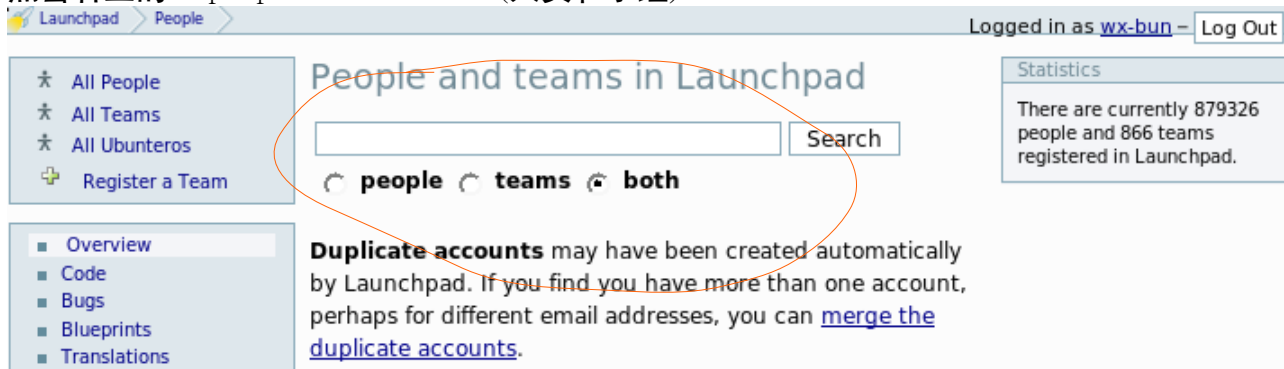 Launchpad People
Logged in as wx-bun – Log Out
All People
All Teams
All Ubunteros
Register a Team
Overview
Code
Bugs
Blueprints
Translations
People and teams in Launchpad
Search
people teams both
Duplicate accounts may have been created automatically
by Launchpad. If you find you have more than one account,
perhaps for different email addresses, you can merge the
duplicate accounts.
Statistics
There are currently 879326
people and 866 teams
registered in Launchpad.